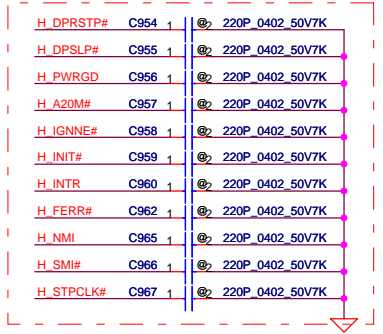 H_DPRSTP# C954 1 @2 220P_0402_50V7K
H_DPSLP# C955 1 @2 220P_0402_50V7K
H_PWRGD C956 1 @2 220P_0402_50V7K
H_A20M# C957 1 @2 220P_0402_50V7K
H_IGNNE# C958 1 @2 220P_0402_50V7K
H_INIT# C959 1 @2 220P_0402_50V7K
H_INTR C960 1 @2 220P_0402_50V7K
H_FERR# C962 1 @2 220P_0402_50V7K
H_NMI C965 1 @2 220P_0402_50V7K
H_SMI# C966 1 @2 220P_0402_50V7K
H_STPCLK# C967 1 @2 220P_0402_50V7K